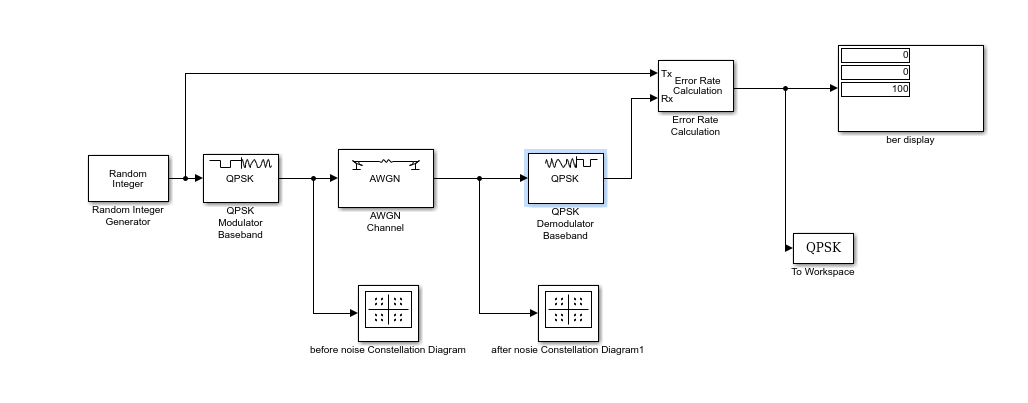 0
0
100
ber display
Tx
Error Rate
Calculation
Rx
Error Rate
Calculation
Random
Integer
Random Integer
Generator
QPSK
QPSK
Modulator
Baseband
AWGN
AWGN
Channel
QPSK
QPSK
Demodulator
Baseband
QPSK
To Workspace
before noise Constellation Diagram
after nosie Constellation Diagram1